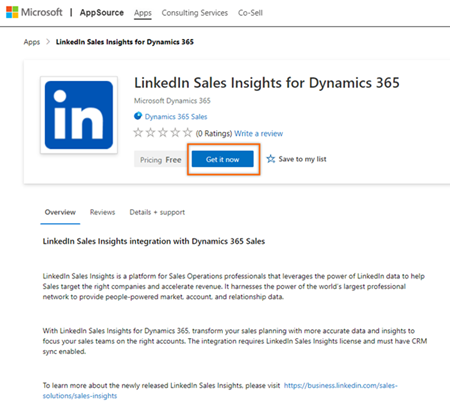 Microsoft | AppSource Apps Consulting Services Co-Sell
Apps > LinkedIn Sales Insights for Dynamics 365
LinkedIn Sales Insights for Dynamics 365
Microsoft Dynamics 365
Dynamics 365 Sales
(0 Ratings) Write a review
Pricing Free Get it now Save to my list
in
Overview Reviews Details + support
LinkedIn Sales Insights integration with Dynamics 365 Sales
LinkedIn Sales Insights is a platform for Sales Operations professionals that leverages the power of LinkedIn data to help
Sales target the right companies and accelerate revenue. It harnesses the power of the world's largest professional
network to provide people-powered market, account, and relationship data.
With LinkedIn Sales Insights for Dynamics 365, transform your sales planning with more accurate data and insights to
focus your sales teams on the right accounts. The integration requires LinkedIn Sales Insights license and must have CRM
sync enabled.
To learn more about the newly released LinkedIn Sales Insights, please visit https://business.linkedin.com/sales-
solutions/sales-insights